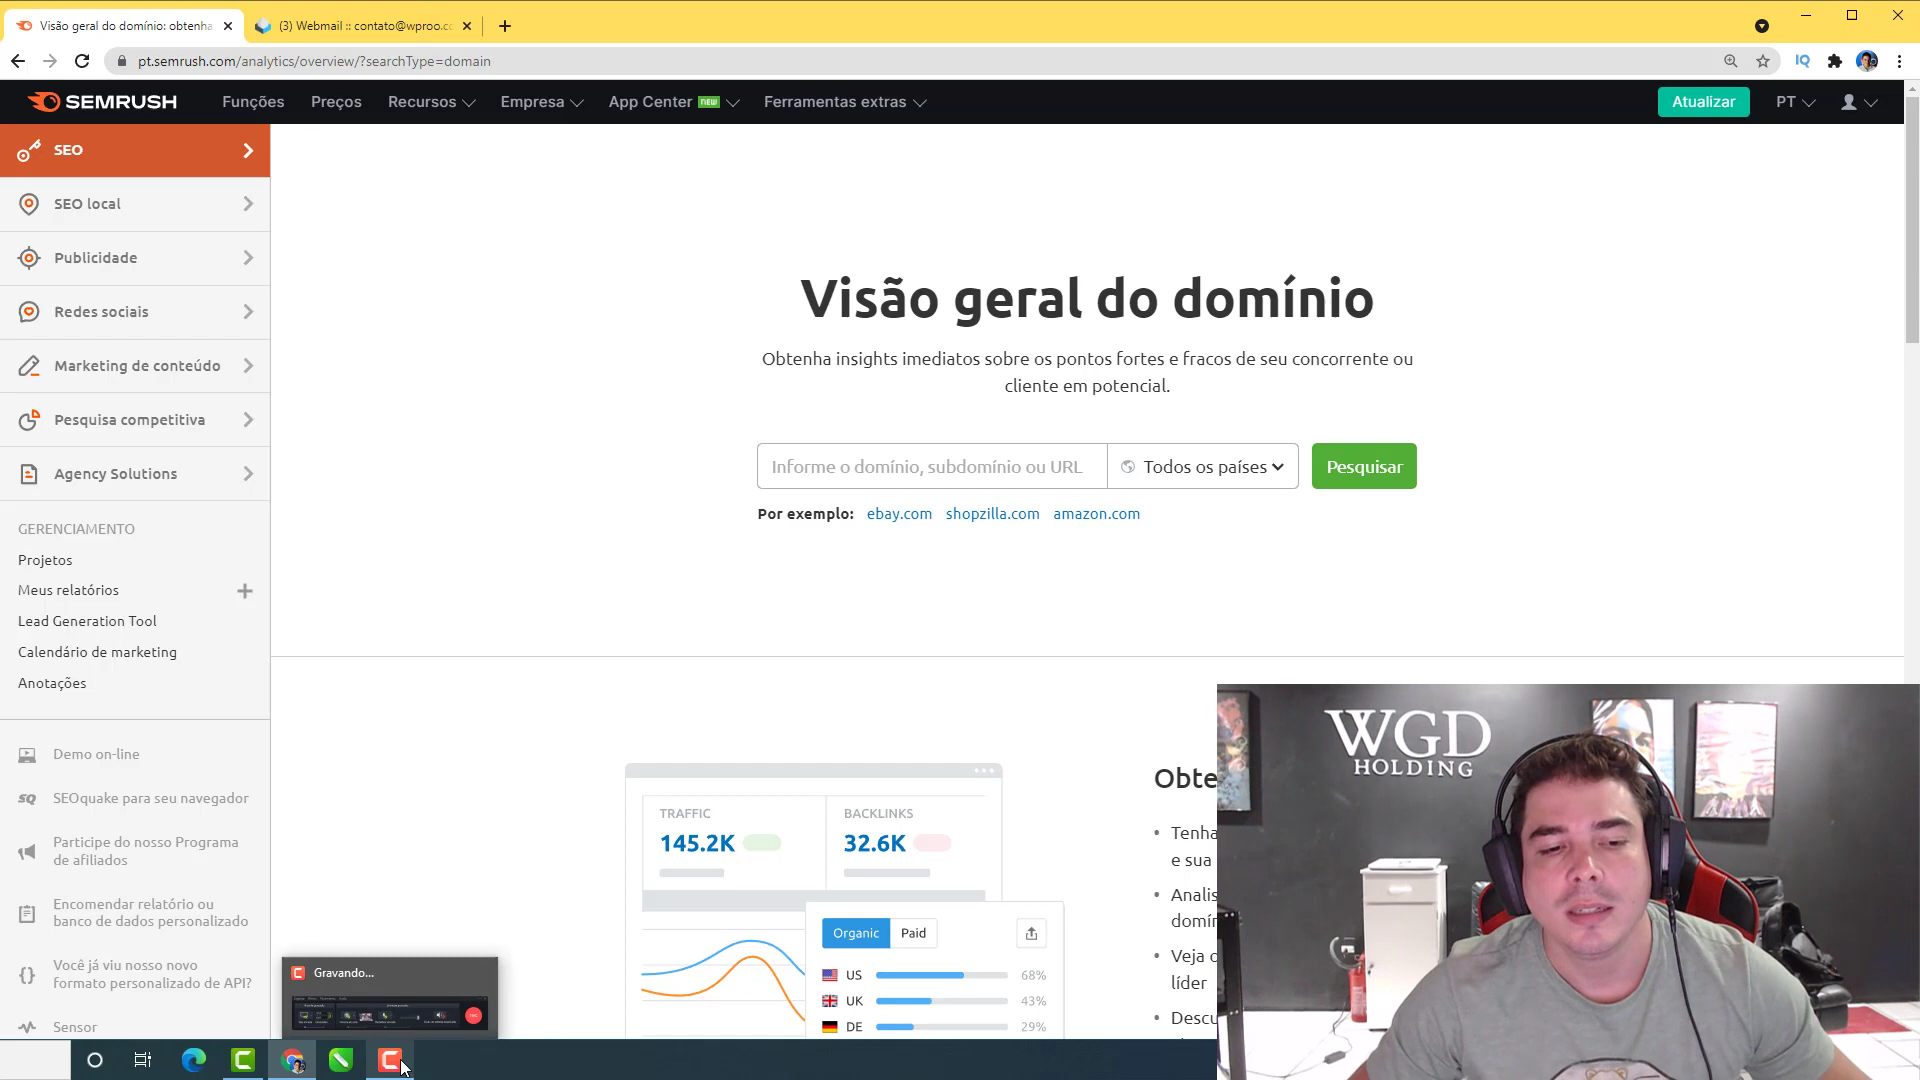 Visão geral do domínio: obtenha
(3) Webmail :: contato@wproo.cc
pt.semrush.com/analytics/overview/?searchType=domain
IQ
SEMRUSH
Funções
Preços
Recursos
Empresa
App Center NEW
Ferramentas extras
Atualizar
PT
SEO
SEO local
Publicidade
Redes sociais
Marketing de conteúdo
Pesquisa competitiva
Agency Solutions
GERENCIAMENTO
Projetos
Meus relatórios
Lead Generation Tool
Calendário de marketing
Anotações
Demo on-line
SQ SEOquake para seu navegador
Participe do nosso Programa
de afiliados
Encomendar relatório ou
banco de dados personalizado
Você já viu nosso novo
formato personalizado de API?
Sensor
Visão geral do domínio
Obtenha insights imediatos sobre os pontos fortes e fracos de seu concorrente ou
cliente em potencial.
Informe o domínio, subdomínio ou URL
Todos os países
Pesquisar
Por exemplo: ebay.com shopzilla.com amazon.com
TRAFFIC
145.2K
BACKLINKS
32.6K
Organic
Paid
US 68%
UK 43%
DE 29%
Obte
• Tenha
e sua
• Analis
domín
• Veja o
líder
• Descu
WGD
HOLDING
Gravando...